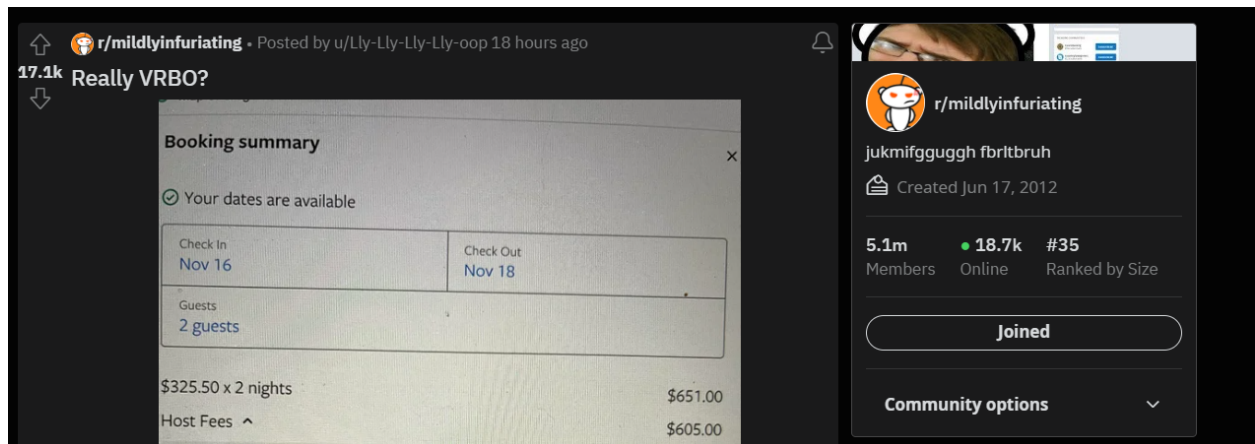 r/mildlyinfuriating • Posted by u/Lly-Lly-Lly-Lly-oop 18 hours ago
17.1k
Really VRBO?
Booking summary
Your dates are available
Check In
Nov 16
Check Out
Nov 18
Guests
2 guests
$325.50 x 2 nights
$651.00
Host Fees
$605.00
r/mildlyinfuriating
jukmifgguggh fbrltbruh
Created Jun 17, 2012
5.1m
Members
18.7k
Online
#35
Ranked by Size
Joined
Community options